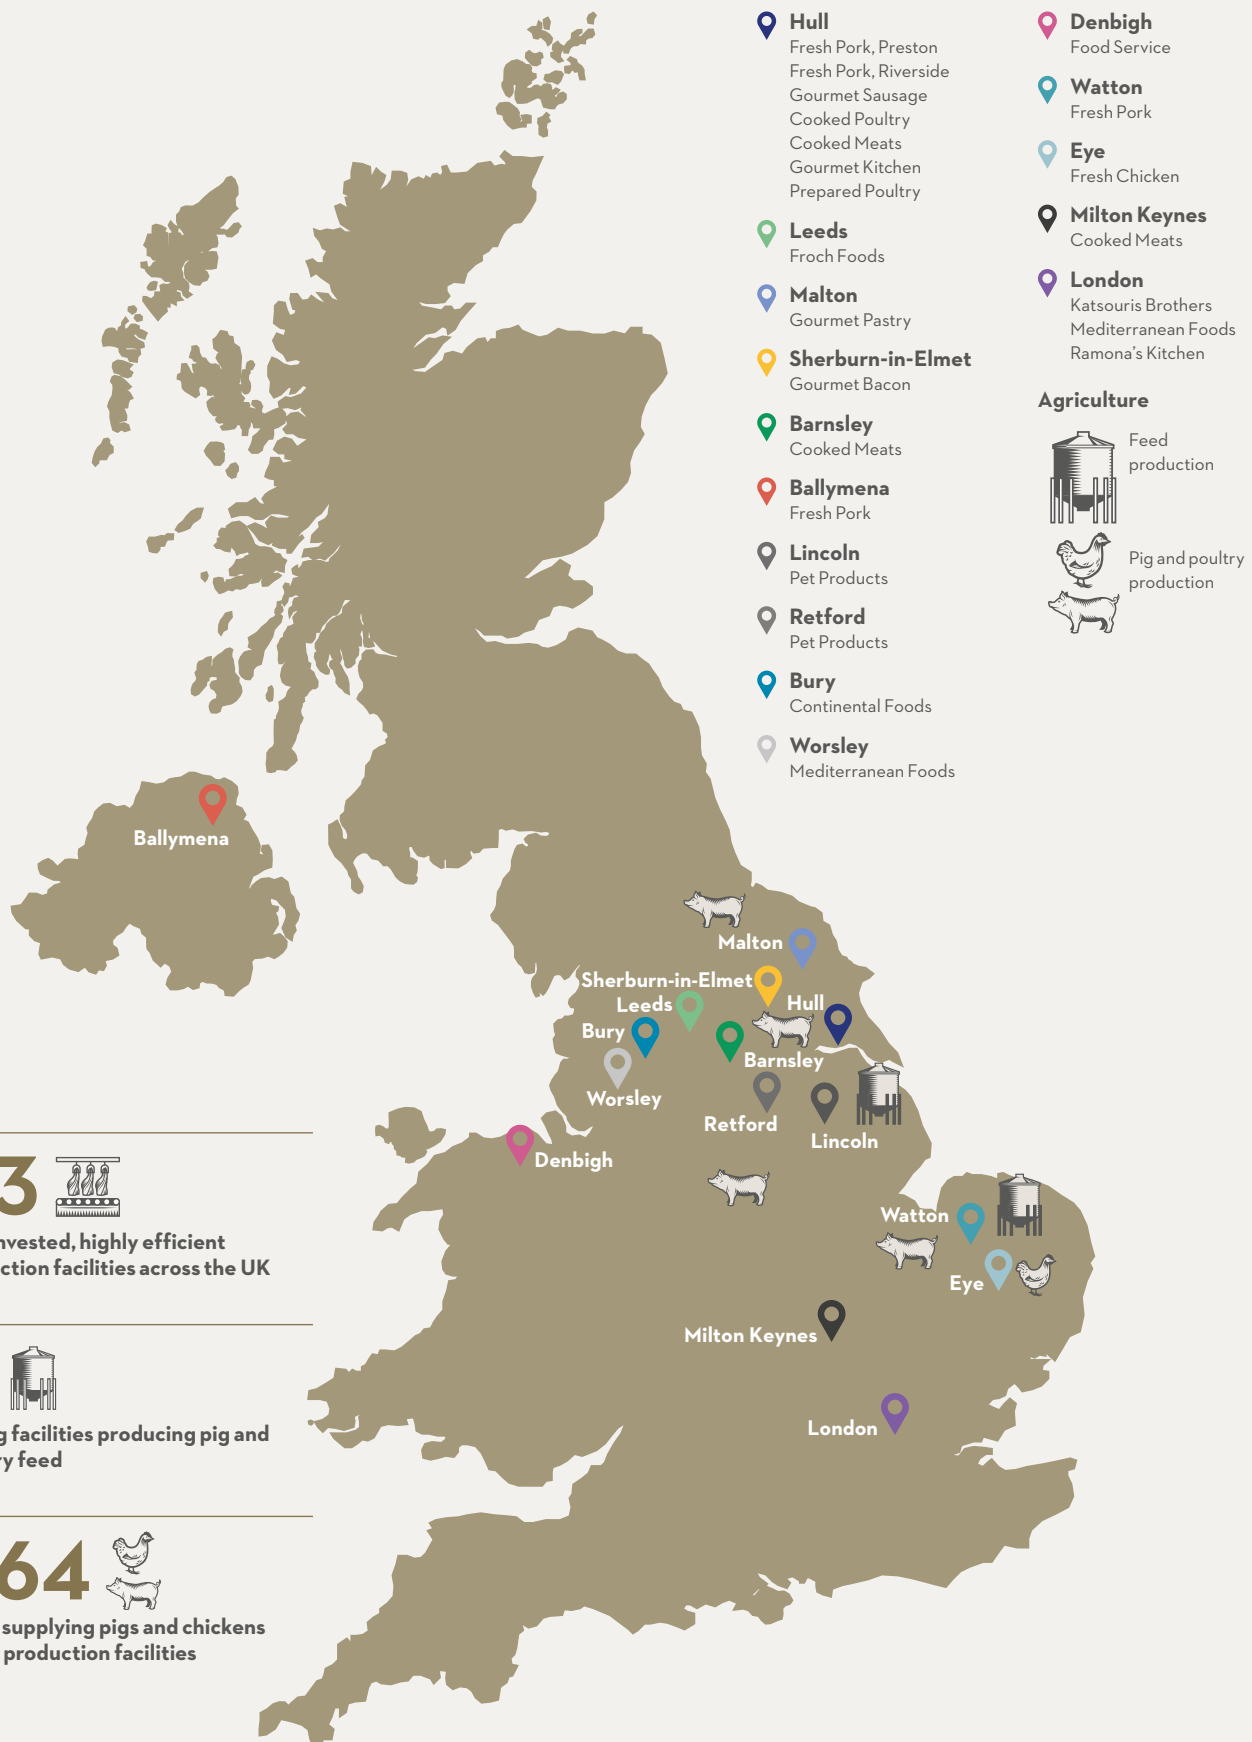 Hull
Fresh Pork, Preston
Fresh Pork, Riverside
Gourmet Sausage
Cooked Poultry
Cooked Meats
Gourmet Kitchen
Prepared Poultry
Leeds
Froch Foods
Malton
Gourmet Pastry
Sherburn-in-Elmet
Gourmet Bacon
Barnsley
Cooked Meats
Ballymena
Fresh Pork
Lincoln
Pet Products
Retford
Pet Products
Bury
Continental Foods
Worsley
Mediterranean Foods
Denbigh
Food Service
Watton
Fresh Pork
Eye
Fresh Chicken
Milton Keynes
Cooked Meats
London
Katsouris Brothers
Mediterranean Foods
Ramona's Kitchen
Agriculture
Feed
production
Pig and poultry
production
Ballymena
Malton
Sherburn-in-Elmet
Leeds
Hull
Bury
Barnsley
Worsley
Retford
Lincoln
Denbigh
Watton
Eye
Milton Keynes
London
3
nvested, highly efficient
ction facilities across the UK
g facilities producing pig and
ry feed
64
supplying pigs and chickens
production facilities